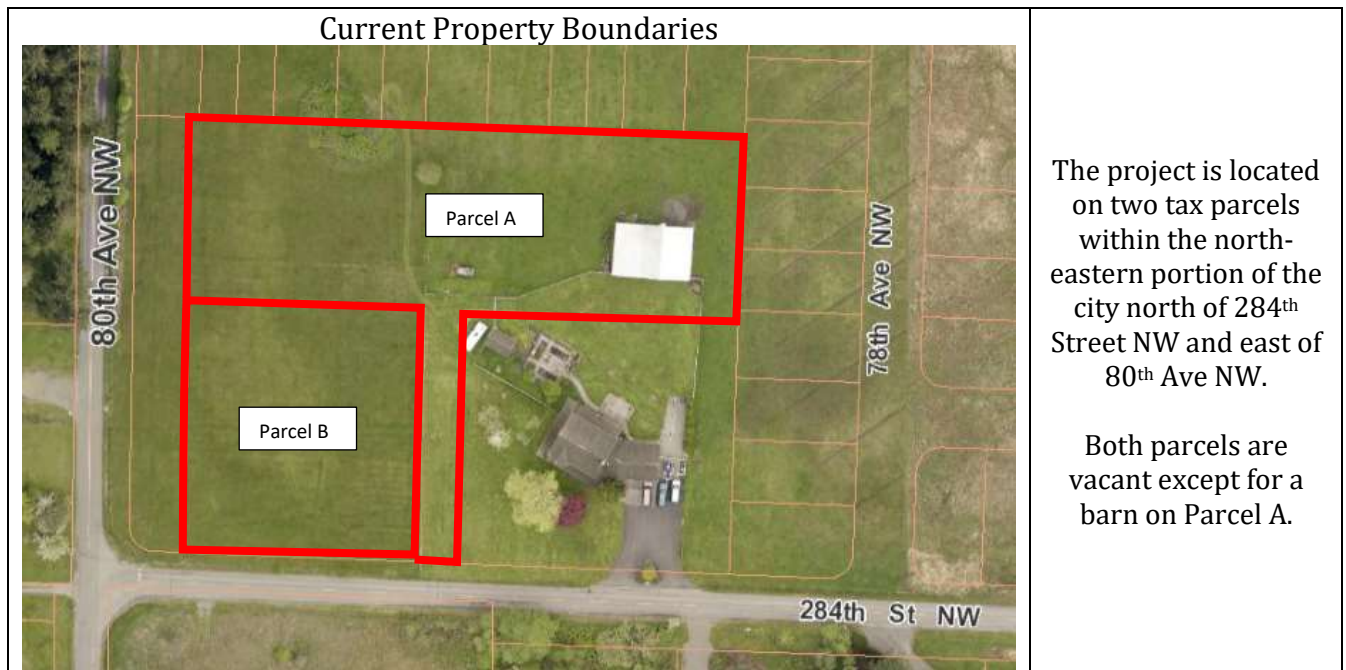 Current Property Boundaries
80th Ave NW
Parcel A
78th Ave NW
Parcel B
284th St NW
The project is located
on two tax parcels
within the north-
eastern portion of the
city north of 284th
Street NW and east of
80th Ave NW.
Both parcels are
vacant except for a
barn on Parcel A.